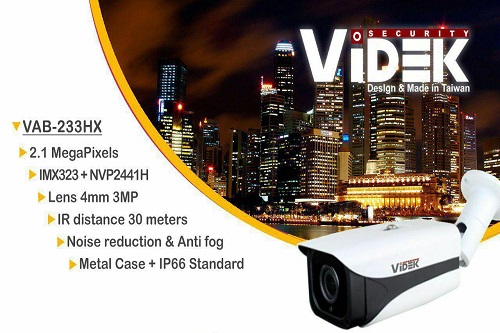 SECURITY
ViDEK
Design & Made in Taiwan
VAB-233HX
2.1 MegaPixels
IMX323 + NVP2441H
Lens 4mm 3MP
IR distance 30 meters
Noise reduction & Anti fog
Metal Case + IP66 Standard
ViDEK